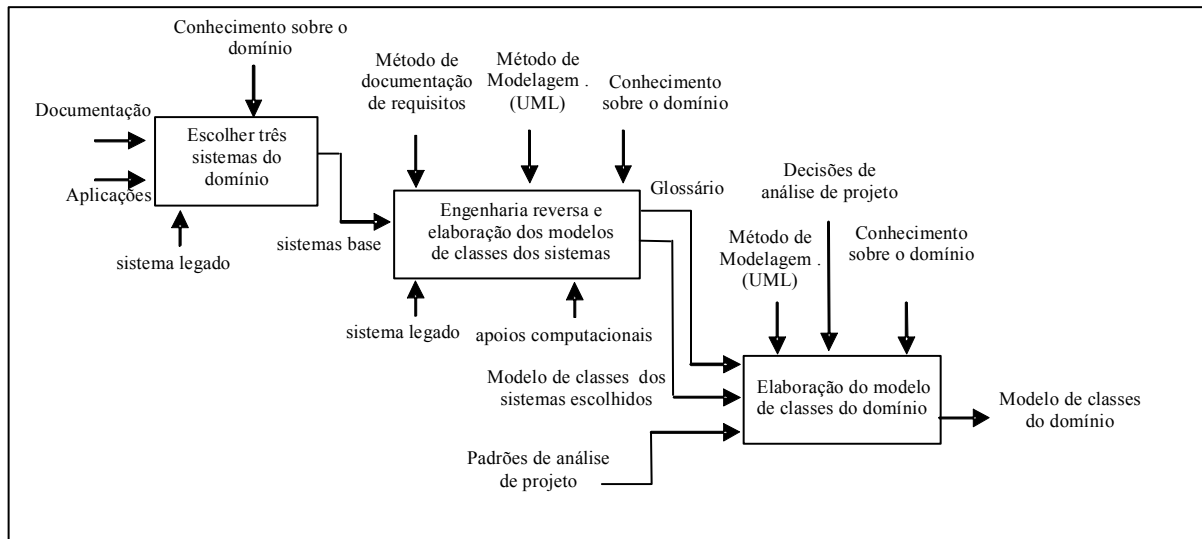 Conhecimento sobre o
domínio
Documentação
Aplicações
Escolher três
sistemas do
domínio
sistema legado
sistemas base
Método de
documentação
de requisitos
Método de
Modelagem .
(UML)
Conhecimento
sobre o domínio
Engenharia reversa e
elaboração dos modelos
de classes dos sistemas
Glossário
sistema legado
apoios computacionais
Modelo de classes dos
sistemas escolhidos
Padrões de análise
de projeto
Decisões de
análise de projeto
Método de
Modelagem .
(UML)
Conhecimento
sobre o domínio
Elaboração do modelo
de classes do domínio
Modelo de classes
do domínio